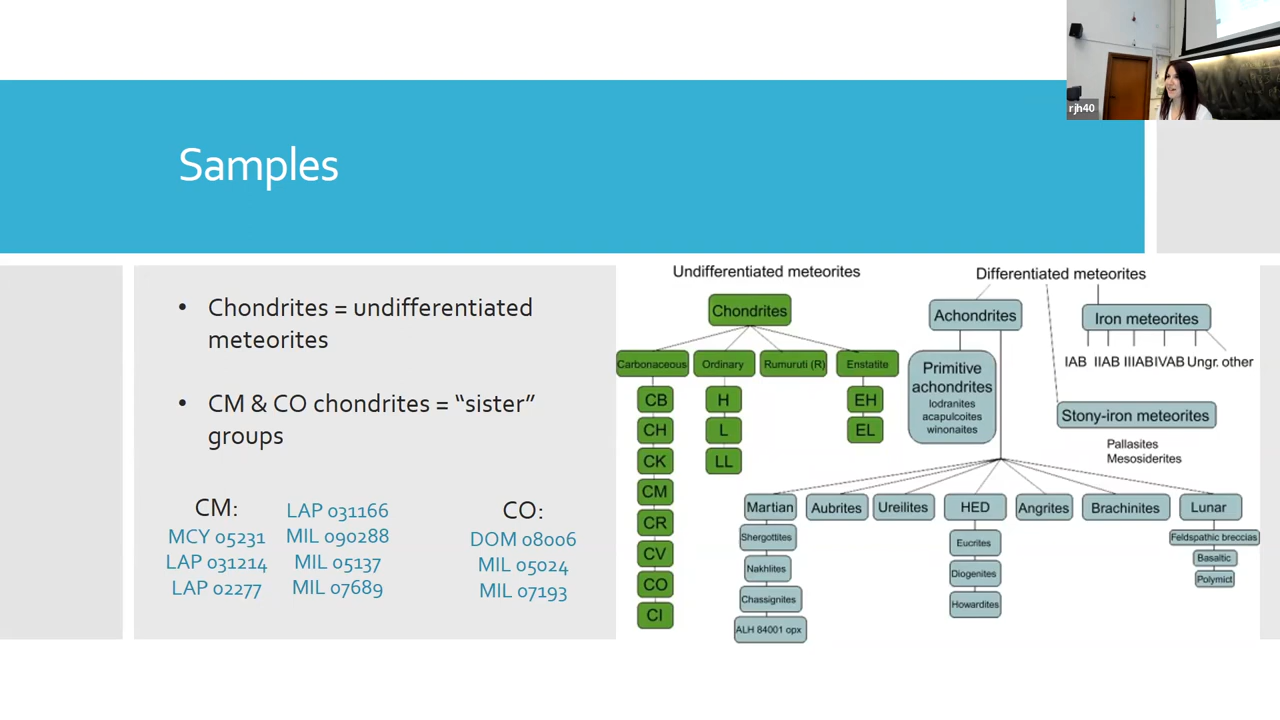 rjh40
Samples
• Chondrites = undifferentiated
meteorites
• CM & CO chondrites = “sister”
groups
CM:
MCY 05231
LAP 031214
LAP 02277
LAP 031166
MIL 090288
MIL 05137
MIL 07689
CO:
DOM 08006
MIL 05024
MIL 07193
Undifferentiated meteorites
Chondrites
Carbonaceous
Ordinary
Rumuruti (R)
Enstatite
CB
CH
CK
CM
CR
CV
CO
CI
H
L
LL
EH
EL
Differentiated meteorites
Achondrites
Iron meteorites
IAB IIAB IIIAB IVAB Ungr. other
Primitive
achondrites
lodranites
acapulcoites
winonaites
Stony-iron meteorites
Pallasites
Mesosiderites
Martian
Aubrites
Ureilites
HED
Angrites
Brachinites
Lunar
Shergottites
Nakhlites
Chassignites
ALH 84001 opx
Eucrites
Diogenites
Howardites
Feldspathic breccias
Basaltic
Polymict